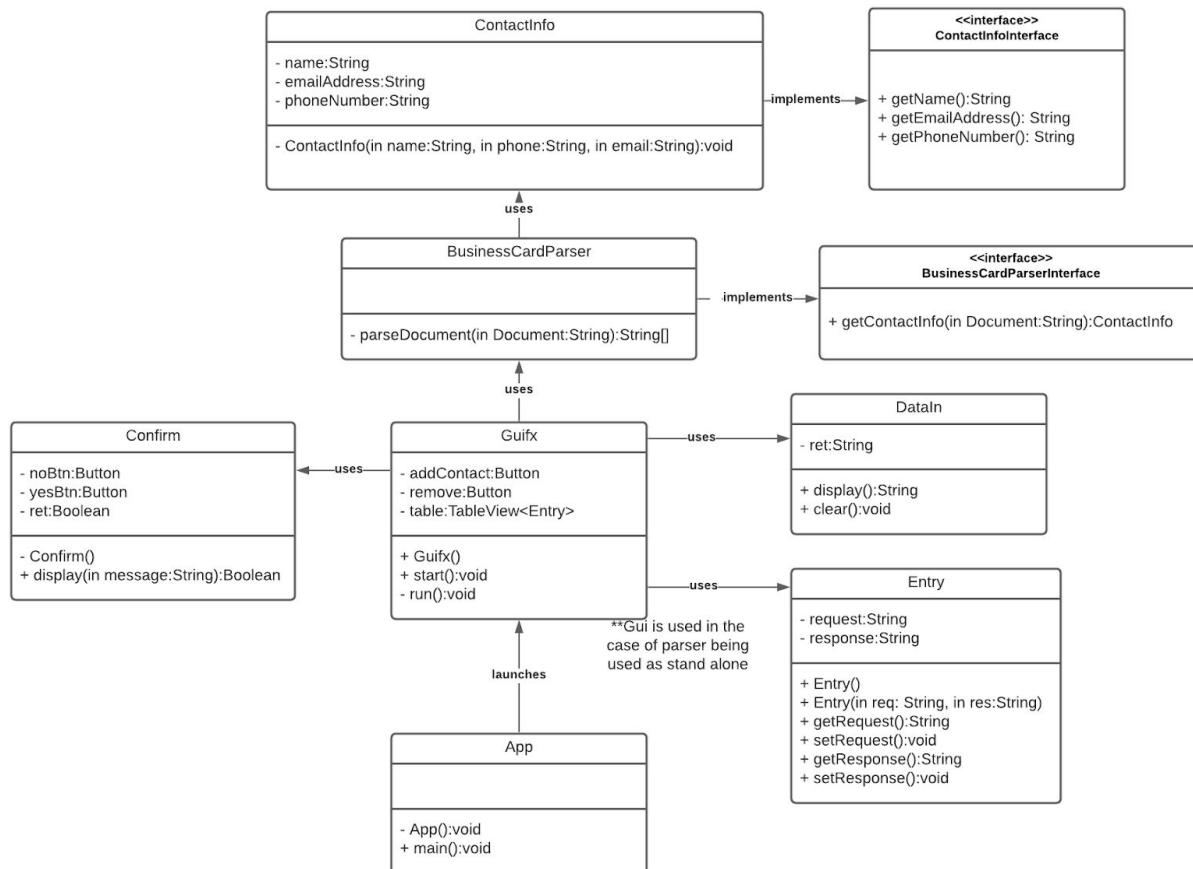 ContactInfo
- name:String
- emailAddress:String
- phoneNumber:String
- ContactInfo(in name:String, in phone:String, in email:String):void
implements
<<interface>>
ContactInfoInterface
+ getName():String
+ getEmailAddress(): String
+ getPhoneNumber(): String
uses
BusinessCardParser
- parseDocument(in Document:String):String[]
implements
<<interface>>
BusinessCardParserInterface
+ getContactInfo(in Document:String):ContactInfo
uses
Confirm
- noBtn:Button
- yesBtn:Button
- ret:Boolean
- Confirm()
+ display(in message:String):Boolean
uses
Guifx
- addContact:Button
- remove:Button
- table:TableView<Entry>
+ Guifx()
+ start():void
- run():void
uses
DataIn
- ret:String
+ display():String
+ clear():void
uses
Entry
- request:String
- response:String
+ Entry()
+ Entry(in req: String, in res:String)
+ getRequest():String
+ setRequest():void
+ getResponse():String
+ setResponse():void
**Gui is used in the
case of parser being
used as stand alone
launches
App
- App():void
+ main():void